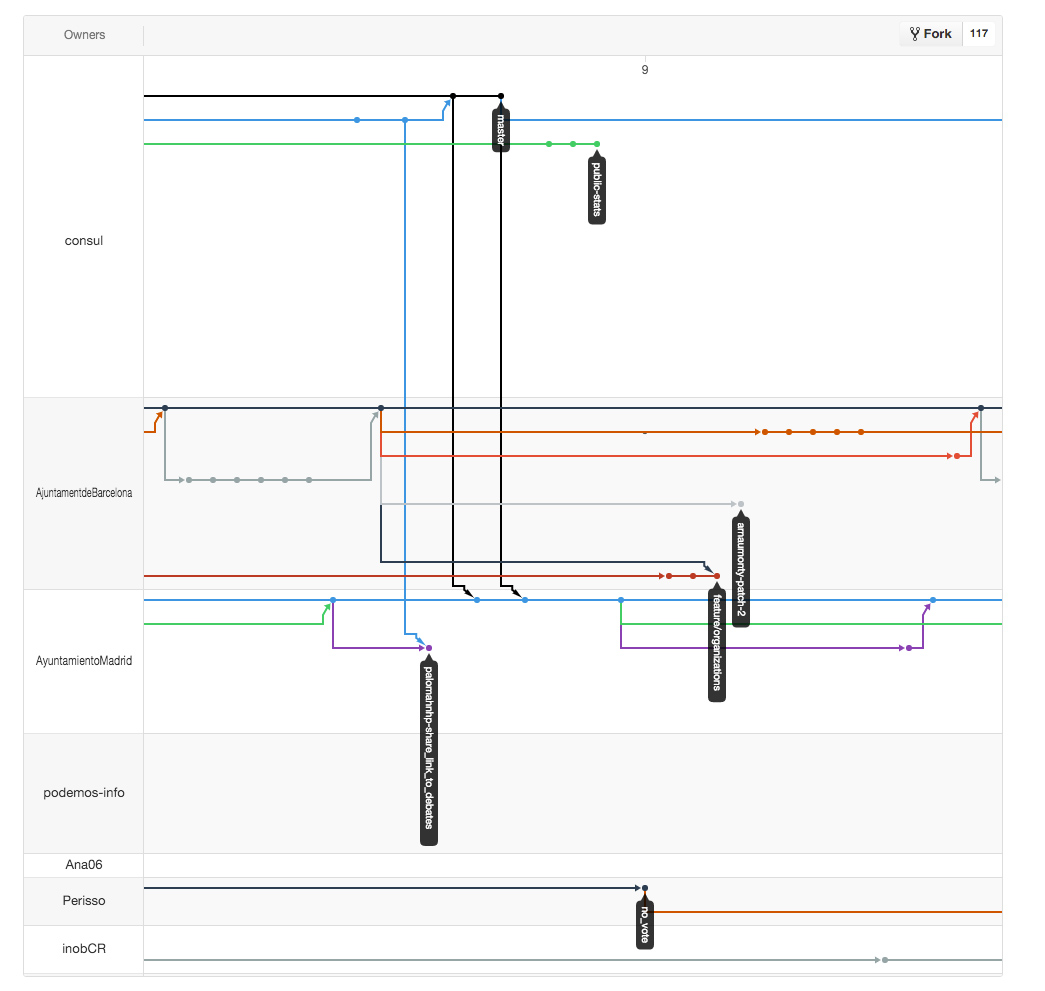 Owners
Fork 117
9
master
public-stats
consul
AjuntamentdeBarcelona
arnaumonty-patch-2
feature/organizations
AyuntamientoMadrid
palomahnhp-share_link_to_debates
podemos-info
Ana06
Perisso
no_vote
inobCR